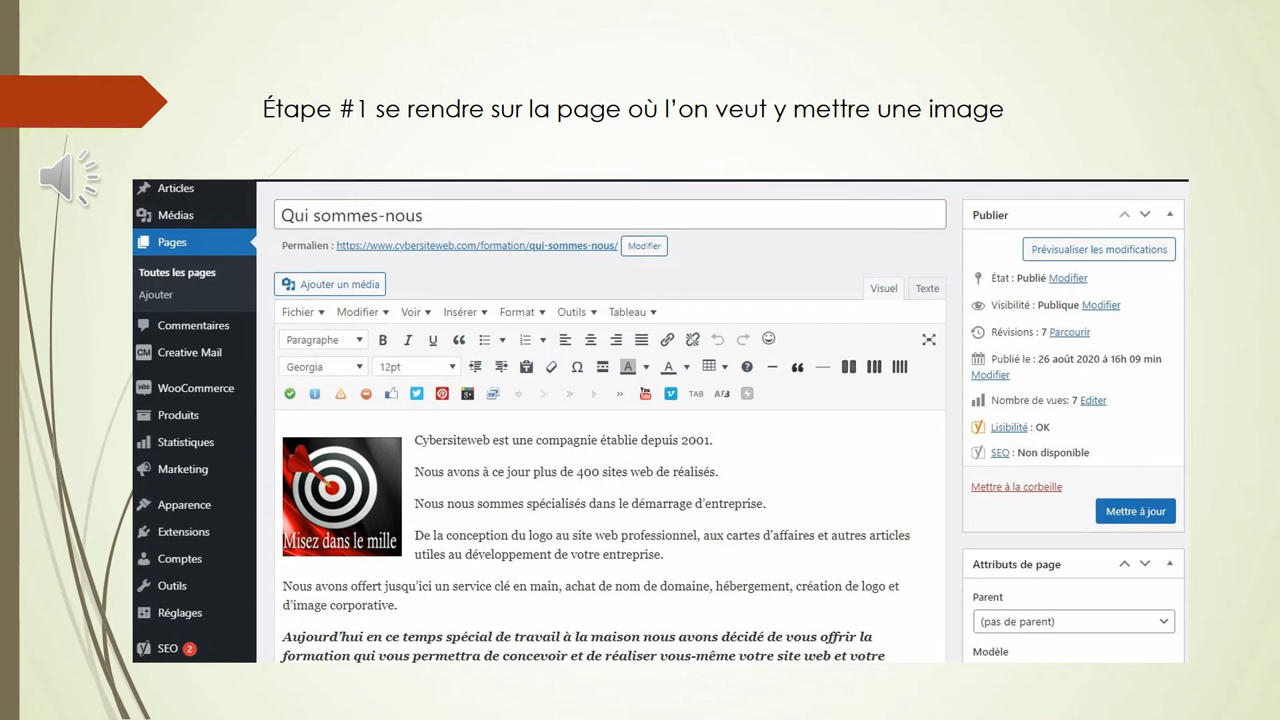 Étape #1 se rendre sur la page où l’on veut y mettre une image
Articles
Médias
Pages
Toutes les pages
Ajouter
Commentaires
Creative Mail
WooCommerce
Produits
Statistiques
Marketing
Apparence
Extensions
Comptes
Outils
Réglages
SEO 2
Qui sommes-nous
Permalien : https://www.cybersiteweb.com/formation/qui-sommes-nous/ Modifier
Ajouter un média
Visuel Texte
Fichier Modifier Voir Insérer Format Outils Tableau
Paragraphe B I U
Georgia 12pt A A
You Tube TAB
Misez dans le mille
Cybersiteweb est une compagnie établie depuis 2001.
Nous avons à ce jour plus de 400 sites web de réalisés.
Nous nous sommes spécialisés dans le démarrage d’entreprise.
De la conception du logo au site web professionnel, aux cartes d’affaires et autres articles
utiles au développement de votre entreprise.
Nous avons offert jusqu’ici un service clé en main, achat de nom de domaine, hébergement, création de logo et
d’image corporative.
Aujourd’hui en ce temps spécial de travail à la maison nous avons décidé de vous offrir la
formation qui vous permettra de concevoir et de réaliser vous-même votre site web et votre
Publier
Prévisualiser les modifications
État : Publié Modifier
Visibilité : Publique Modifier
Révisions : 7 Parcourir
Publié le : 26 août 2020 à 16h 09 min
Modifier
Nombre de vues: 7 Editer
Lisibilité : OK
SEO : Non disponible
Mettre à la corbeille
Mettre à jour
Attributs de page
Parent
(pas de parent)
Modèle